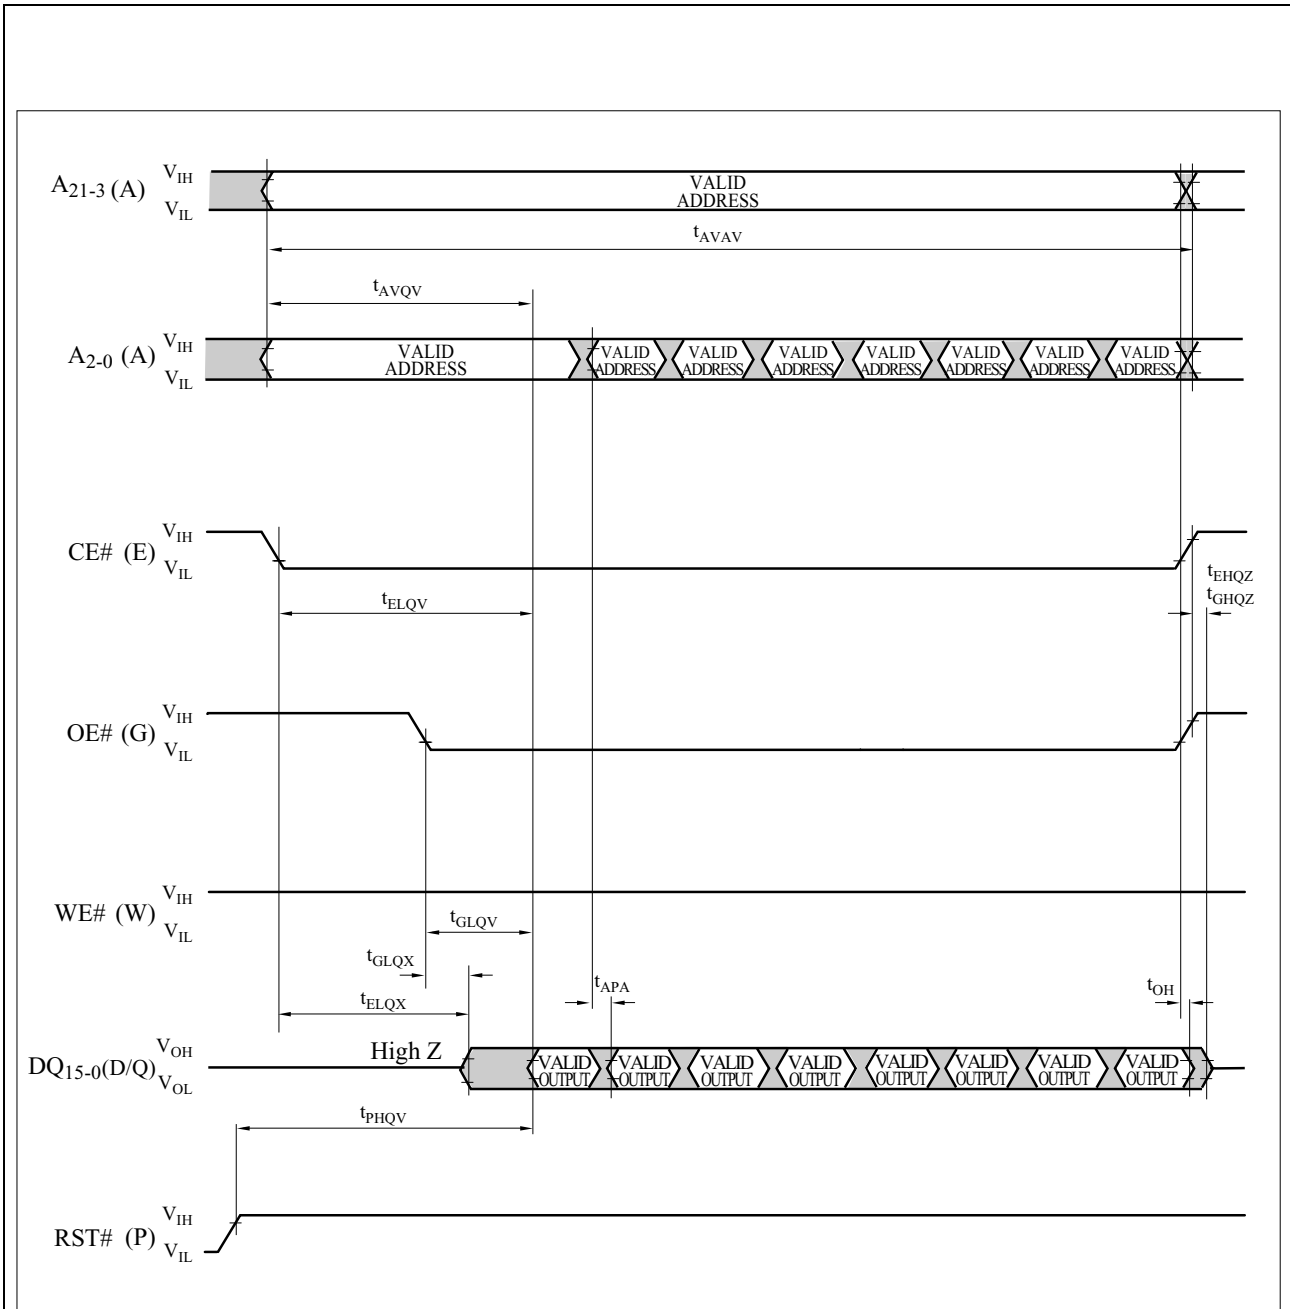 A21-3 (A) VIH VIL VALID ADDRESS
tAVAV
tAVQV
A2-0 (A) VIH VIL VALID ADDRESS VALID ADDRESS VALID ADDRESS VALID ADDRESS VALID ADDRESS VALID ADDRESS VALID ADDRESS VALID ADDRESS
CE# (E) VIH VIL
tEHQZ
tGHQZ
tELQV
OE# (G) VIH VIL
WE# (W) VIH VIL
tGLQV
tGLQX
tAPA
tOH
tELQX
DQ15-0(D/Q) VOH VOL High Z VALID OUTPUT VALID OUTPUT VALID OUTPUT VALID OUTPUT VALID OUTPUT VALID OUTPUT VALID OUTPUT VALID OUTPUT
tPHQV
RST# (P) VIH VIL